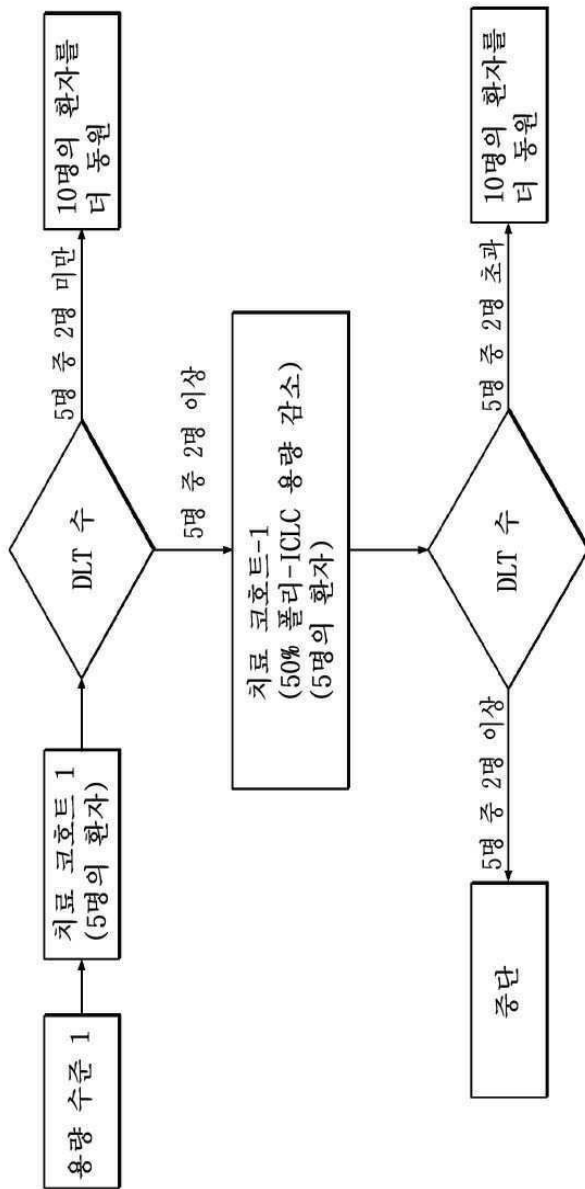 용량 수준 1
치료 코호트 1
(5명의 환자)
DLT 수
5명 중 2명 미만
10명의 환자를
더 동원
5명 중 2명 이상
치료 코호트-1
(50% 폴리-ICLC 용량 감소)
(5명의 환자)
DLT 수
5명 중 2명 이상
중단
5명 중 2명 초과
10명의 환자를
더 동원